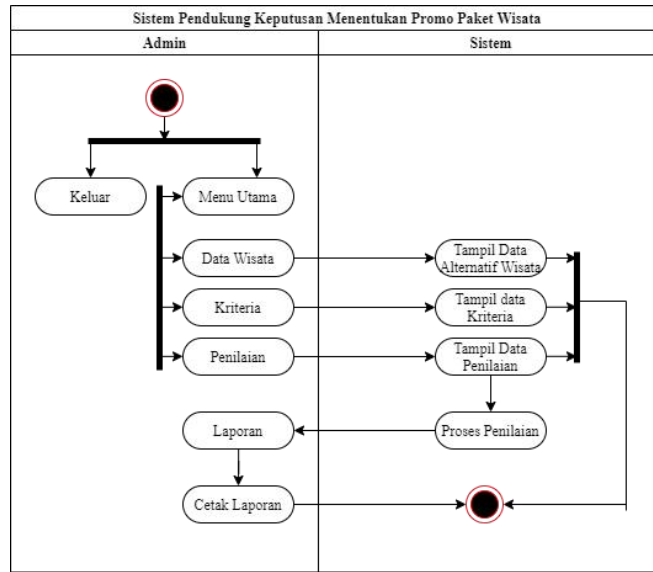 Sistem Pendukung Keputusan Menentukan Promo Paket Wisata
Admin
Sistem
Keluar
Menu Utama
Data Wisata
Tampil Data
Alternatif Wisata
Kriteria
Tampil data
Kriteria
Penilaian
Tampil Data
Penilaian
Laporan
Proses Penilaian
Cetak Laporan